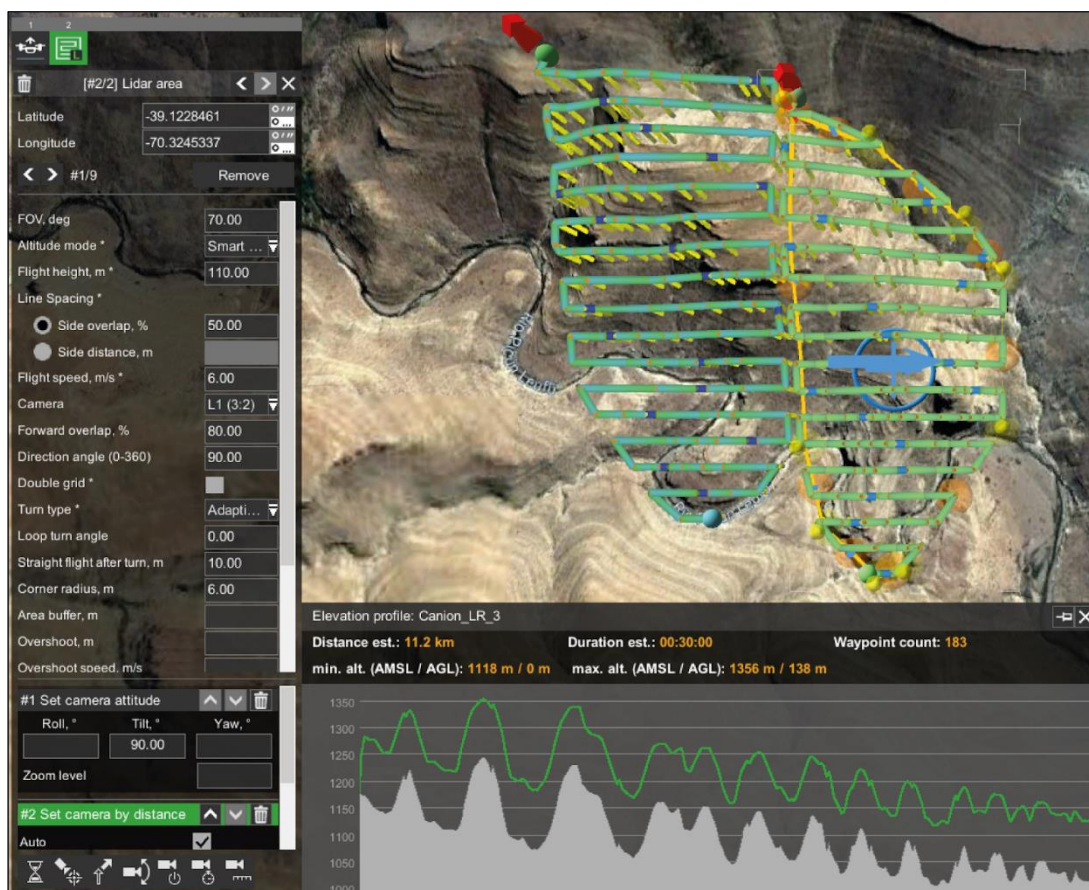 1 2
[#2/2] Lidar area
Latitude -39.1228461
Longitude -70.3245337
#1/9 Remove
FOV, deg 70.00
Altitude mode * Smart ...
Flight height, m * 110.00
Line Spacing *
Side overlap, % 50.00
Side distance, m
Flight speed, m/s * 6.00
Camera L1 (3:2)
Forward overlap, % 80.00
Direction angle (0-360) 90.00
Double grid *
Turn type * Adapti...
Loop turn angle 0.00
Straight flight after turn, m 10.00
Corner radius, m 6.00
Area buffer, m
Overshoot, m
Overshoot speed, m/s
#1 Set camera attitude
Roll, ° Tilt, ° Yaw, °
90.00
Zoom level
#2 Set camera by distance
Auto
Elevation profile: Canion_LR_3
Distance est.: 11.2 km Duration est.: 00:30:00 Waypoint count: 183
min. alt. (AMSL / AGL): 1118 m / 0 m max. alt. (AMSL / AGL): 1356 m / 138 m
1350
1300
1250
1200
1150
1100
1050
1000